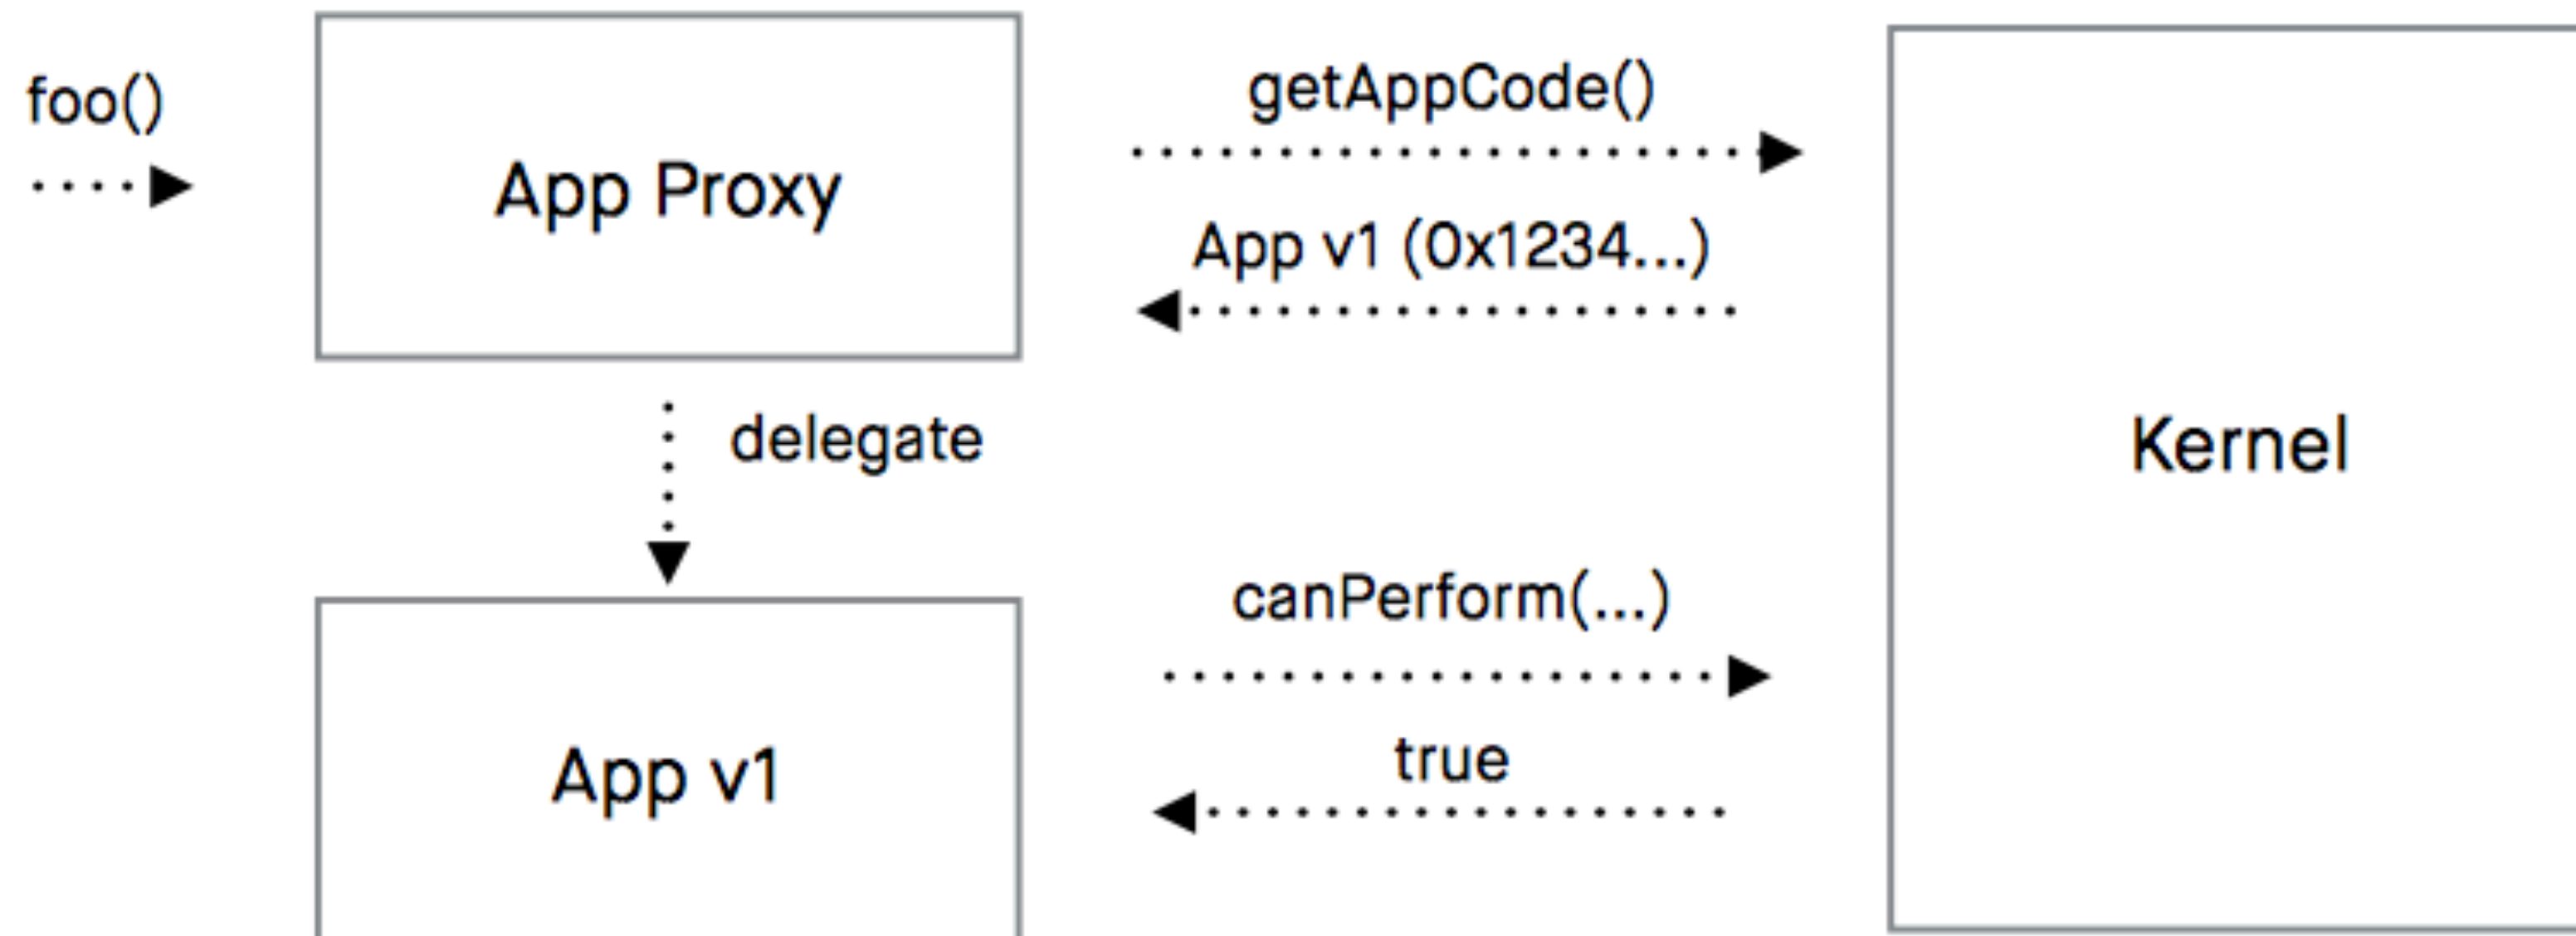 foo()
App Proxy
getAppCode()
App v1 (0x1234...)
delegate
Kernel
canPerform(...)
App v1
true